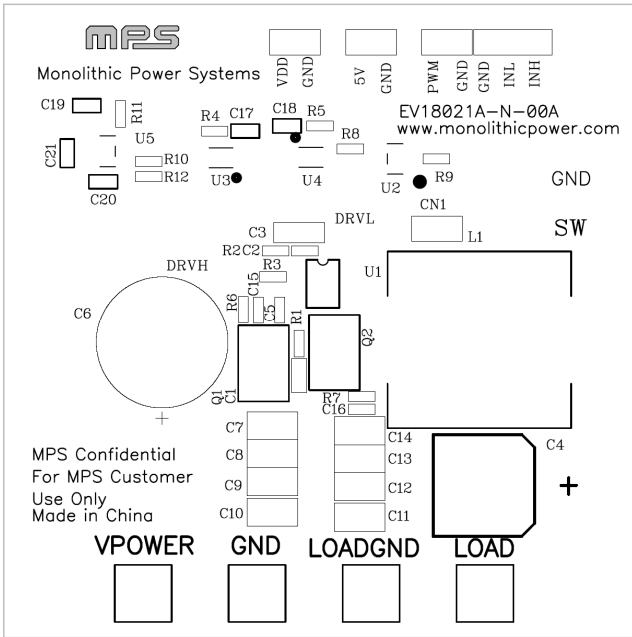 MPS
Monolithic Power Systems
VDD
GND
5V
GND
PWM
GND
GND
INL
INH
EV18021A-N-00A
www.monolithicpower.com
C19
R11
U5
C21
R10
R12
C20
R4
C17
C18
R5
R8
U3
U4
U2
R9
GND
CN1
C3
DRVL
L1
SW
R2
C2
DRVH
R3
C15
U1
C6
R6
C5
R1
Q2
Q1
C1
R7
C16
C7
C14
C8
C13
C4
C9
C12
+
C10
C11
MPS Confidential
For MPS Customer
Use Only
Made in China
VPOWER
GND
LOADGND
LOAD